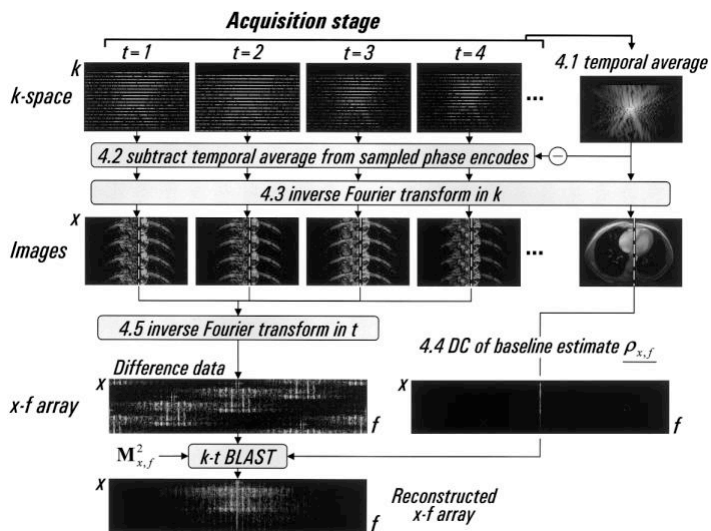 Acquisition stage
t=1 t=2 t=3 t=4
4.1 temporal average
k
k-space
...
4.2 subtract temporal average from sampled phase encodes
−
4.3 inverse Fourier transform in k
x
Images
...
4.5 inverse Fourier transform in t
4.4 DC of baseline estimate ρx,f
Difference data
x
x
x-f array
f
f
M²x,f
k-t BLAST
x
Reconstructed
x-f array
f